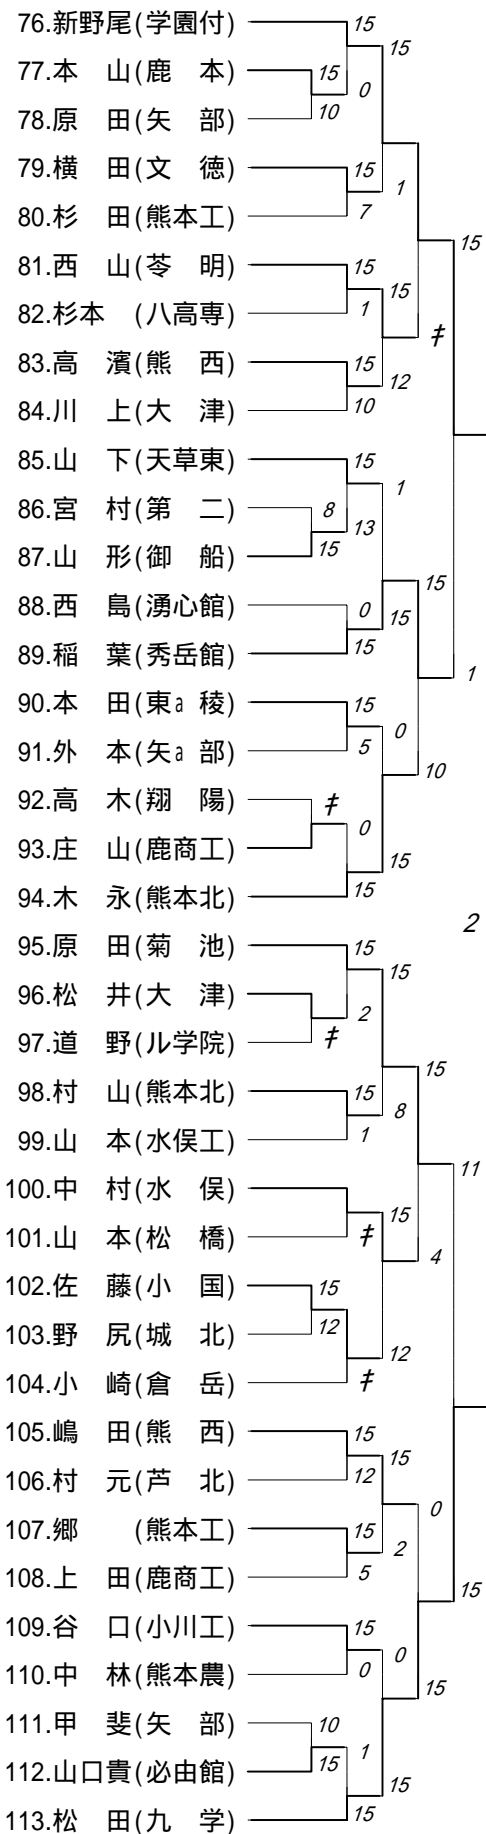 76.新野尾(学園付)
77.本　山(鹿　本)
78.原　田(矢　部)
79.横　田(文　徳)
80.杉　田(熊本工)
81.西　山(苓　明)
82.杉本　(八高専)
83.高　濱(熊　西)
84.川　上(大　津)
85.山　下(天草東)
86.宮　村(第　二)
87.山　形(御　船)
88.西　島(湧心館)
89.稲　葉(秀岳館)
90.本　田(東a 稜)
91.外　本(矢a 部)
92.高　木(翔　陽)
93.庄　山(鹿商工)
94.木　永(熊本北)
95.原　田(菊　池)
96.松　井(大　津)
97.道　野(ル学院)
98.村　山(熊本北)
99.山　本(水俣工)
100.中　村(水　俣)
101.山　本(松　橋)
102.佐　藤(小　国)
103.野　尻(城　北)
104.小　崎(倉　岳)
105.嶋　田(熊　西)
106.村　元(芦　北)
107.郷　　(熊本工)
108.上　田(鹿商工)
109.谷　口(小川工)
110.中　林(熊本農)
111.甲　斐(矢　部)
112.山口貴(必由館)
113.松　田(九　学)
15
15
15
0
10
15
1
7
15
15
15
1
キ
15
12
10
15
1
8
13
15
15
0
15
15
1
15
0
5
10
キ
0
15
15
2
15
15
2
キ
15
15
8
1
11
15
キ
4
15
12
12
キ
15
15
12
0
15
2
5
15
15
0
0
15
10
1
15
15
15